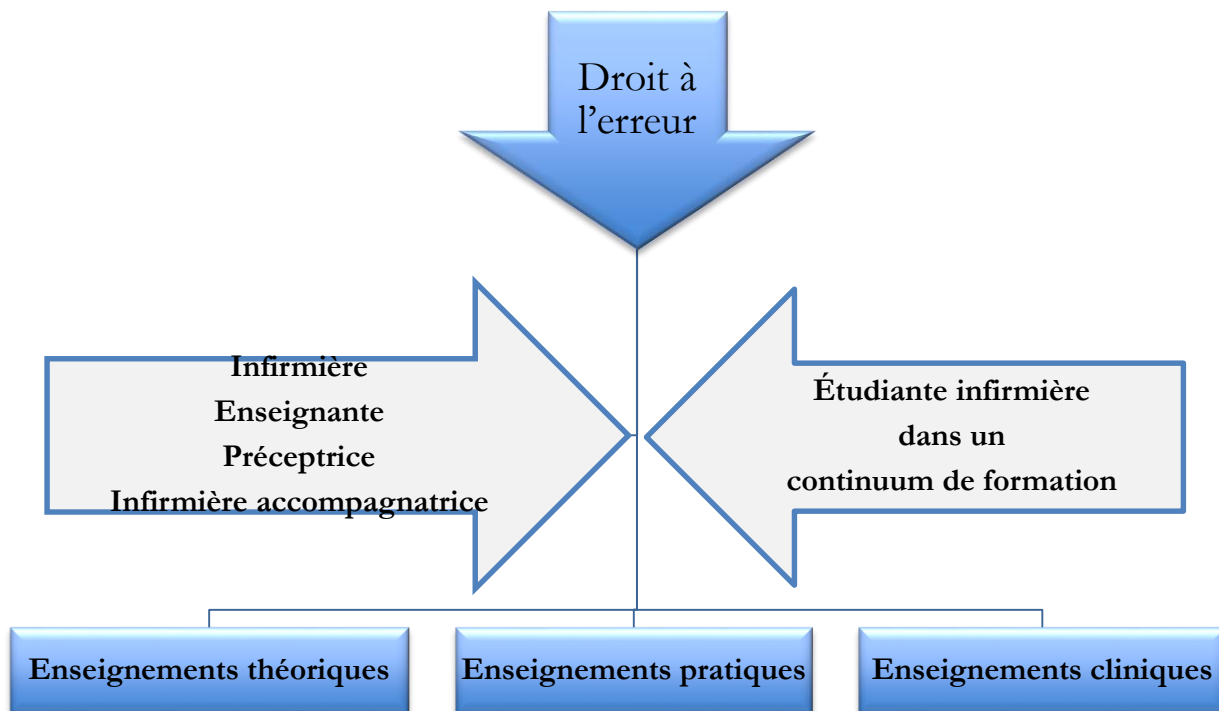 Droit à
l’erreur
Infirmière
Enseignante
Préceptrice
Infirmière accompagnatrice
Étudiante infirmière
dans un
continuum de formation
Enseignements théoriques
Enseignements pratiques
Enseignements cliniques